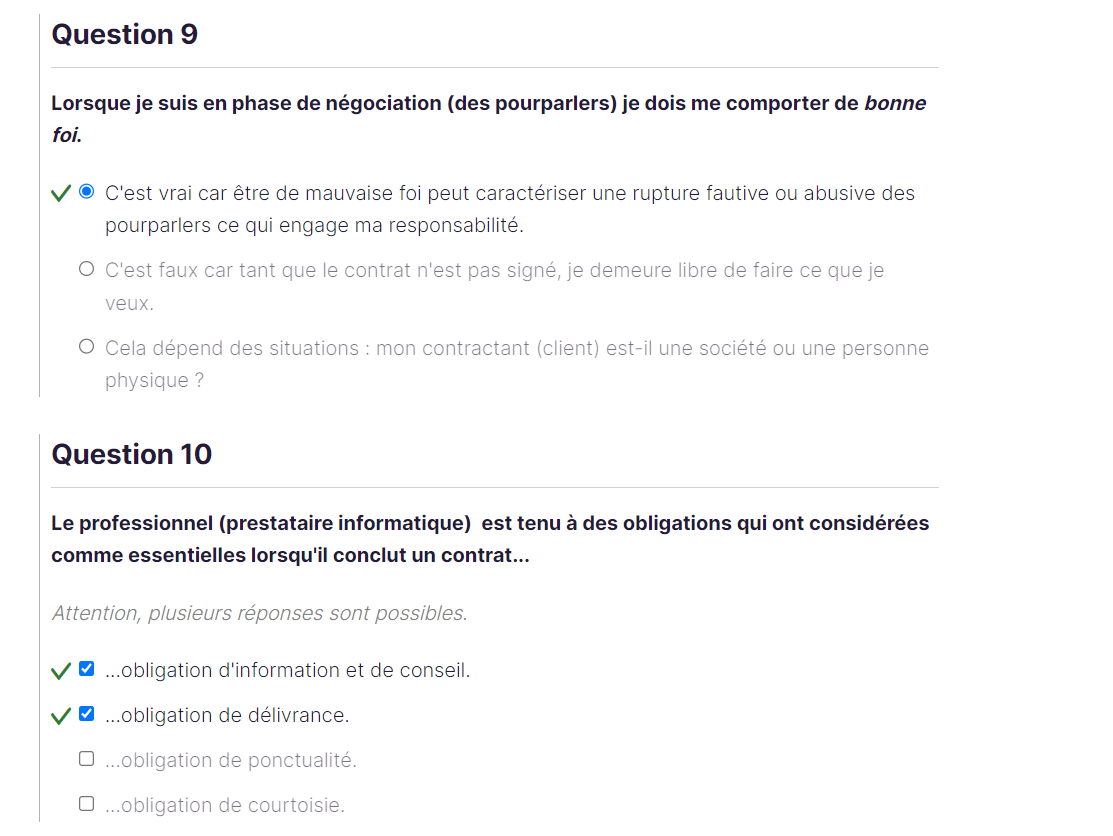 Question 9
Lorsque je suis en phase de négociation (des pourparlers) je dois me comporter de bonne
foi.
C'est vrai car être de mauvaise foi peut caractériser une rupture fautive ou abusive des
pourparlers ce qui engage ma responsabilité.
C'est faux car tant que le contrat n'est pas signé, je demeure libre de faire ce que je
veux.
Cela dépend des situations : mon contractant (client) est-il une société ou une personne
physique ?
Question 10
Le professionnel (prestataire informatique)  est tenu à des obligations qui ont considérées
comme essentielles lorsqu'il conclut un contrat...
Attention, plusieurs réponses sont possibles.
...obligation d'information et de conseil.
...obligation de délivrance.
...obligation de ponctualité.
...obligation de courtoisie.